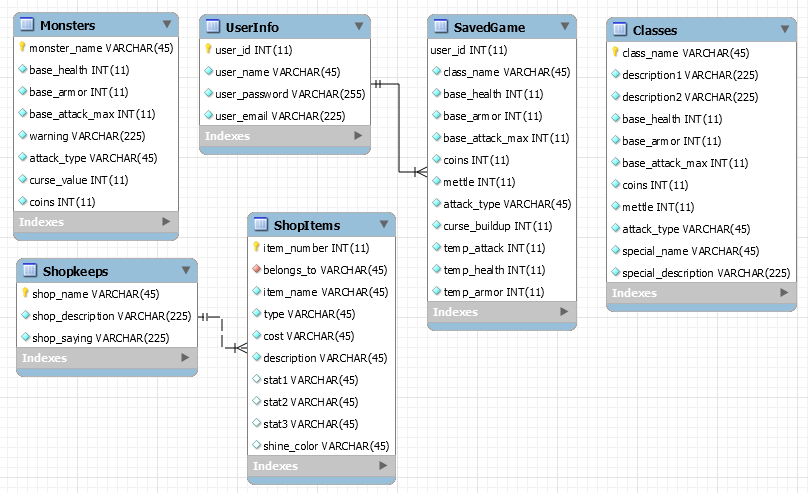 Monsters
monster_name VARCHAR(45)
base_health INT(11)
base_armor INT(11)
base_attack_max INT(11)
warning VARCHAR(225)
attack_type VARCHAR(45)
curse_value INT(11)
coins INT(11)
Indexes
UserInfo
user_id INT(11)
user_name VARCHAR(45)
user_password VARCHAR(255)
user_email VARCHAR(225)
Indexes
SavedGame
user_id INT(11)
class_name VARCHAR(45)
base_health INT(11)
base_armor INT(11)
base_attack_max INT(11)
coins INT(11)
mettle INT(11)
attack_type VARCHAR(45)
curse_buildup INT(11)
temp_attack INT(11)
temp_health INT(11)
temp_armor INT(11)
Indexes
Classes
class_name VARCHAR(45)
description1 VARCHAR(225)
description2 VARCHAR(225)
base_health INT(11)
base_armor INT(11)
base_attack_max INT(11)
coins INT(11)
mettle INT(11)
attack_type VARCHAR(45)
special_name VARCHAR(45)
special_description VARCHAR(225)
Indexes
Shopkeeps
shop_name VARCHAR(45)
shop_description VARCHAR(225)
shop_saying VARCHAR(225)
Indexes
ShopItems
item_number INT(11)
belongs_to VARCHAR(45)
item_name VARCHAR(45)
type VARCHAR(45)
cost VARCHAR(45)
description VARCHAR(45)
stat1 VARCHAR(45)
stat2 VARCHAR(45)
stat3 VARCHAR(45)
shine_color VARCHAR(45)
Indexes